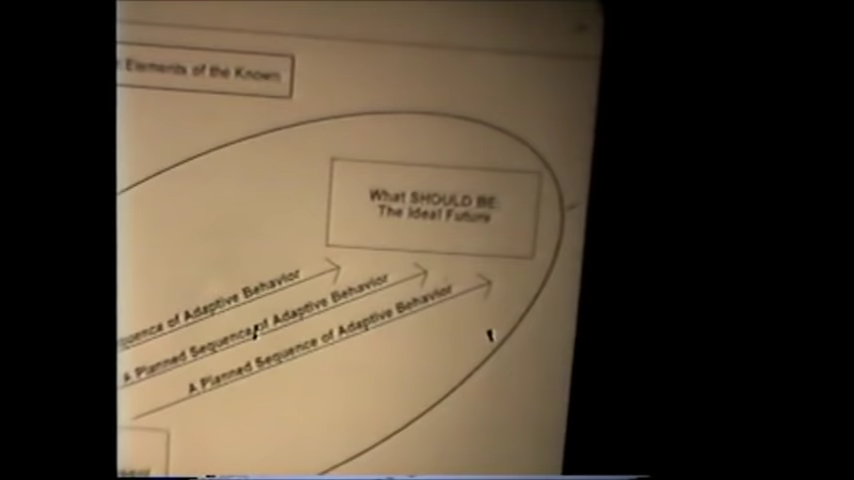 Elements of the Known
What SHOULD BE:
The Ideal Future
quence of Adaptive Behavior
A Planned Sequence of Adaptive Behavior
A Planned Sequence of Adaptive Behavior